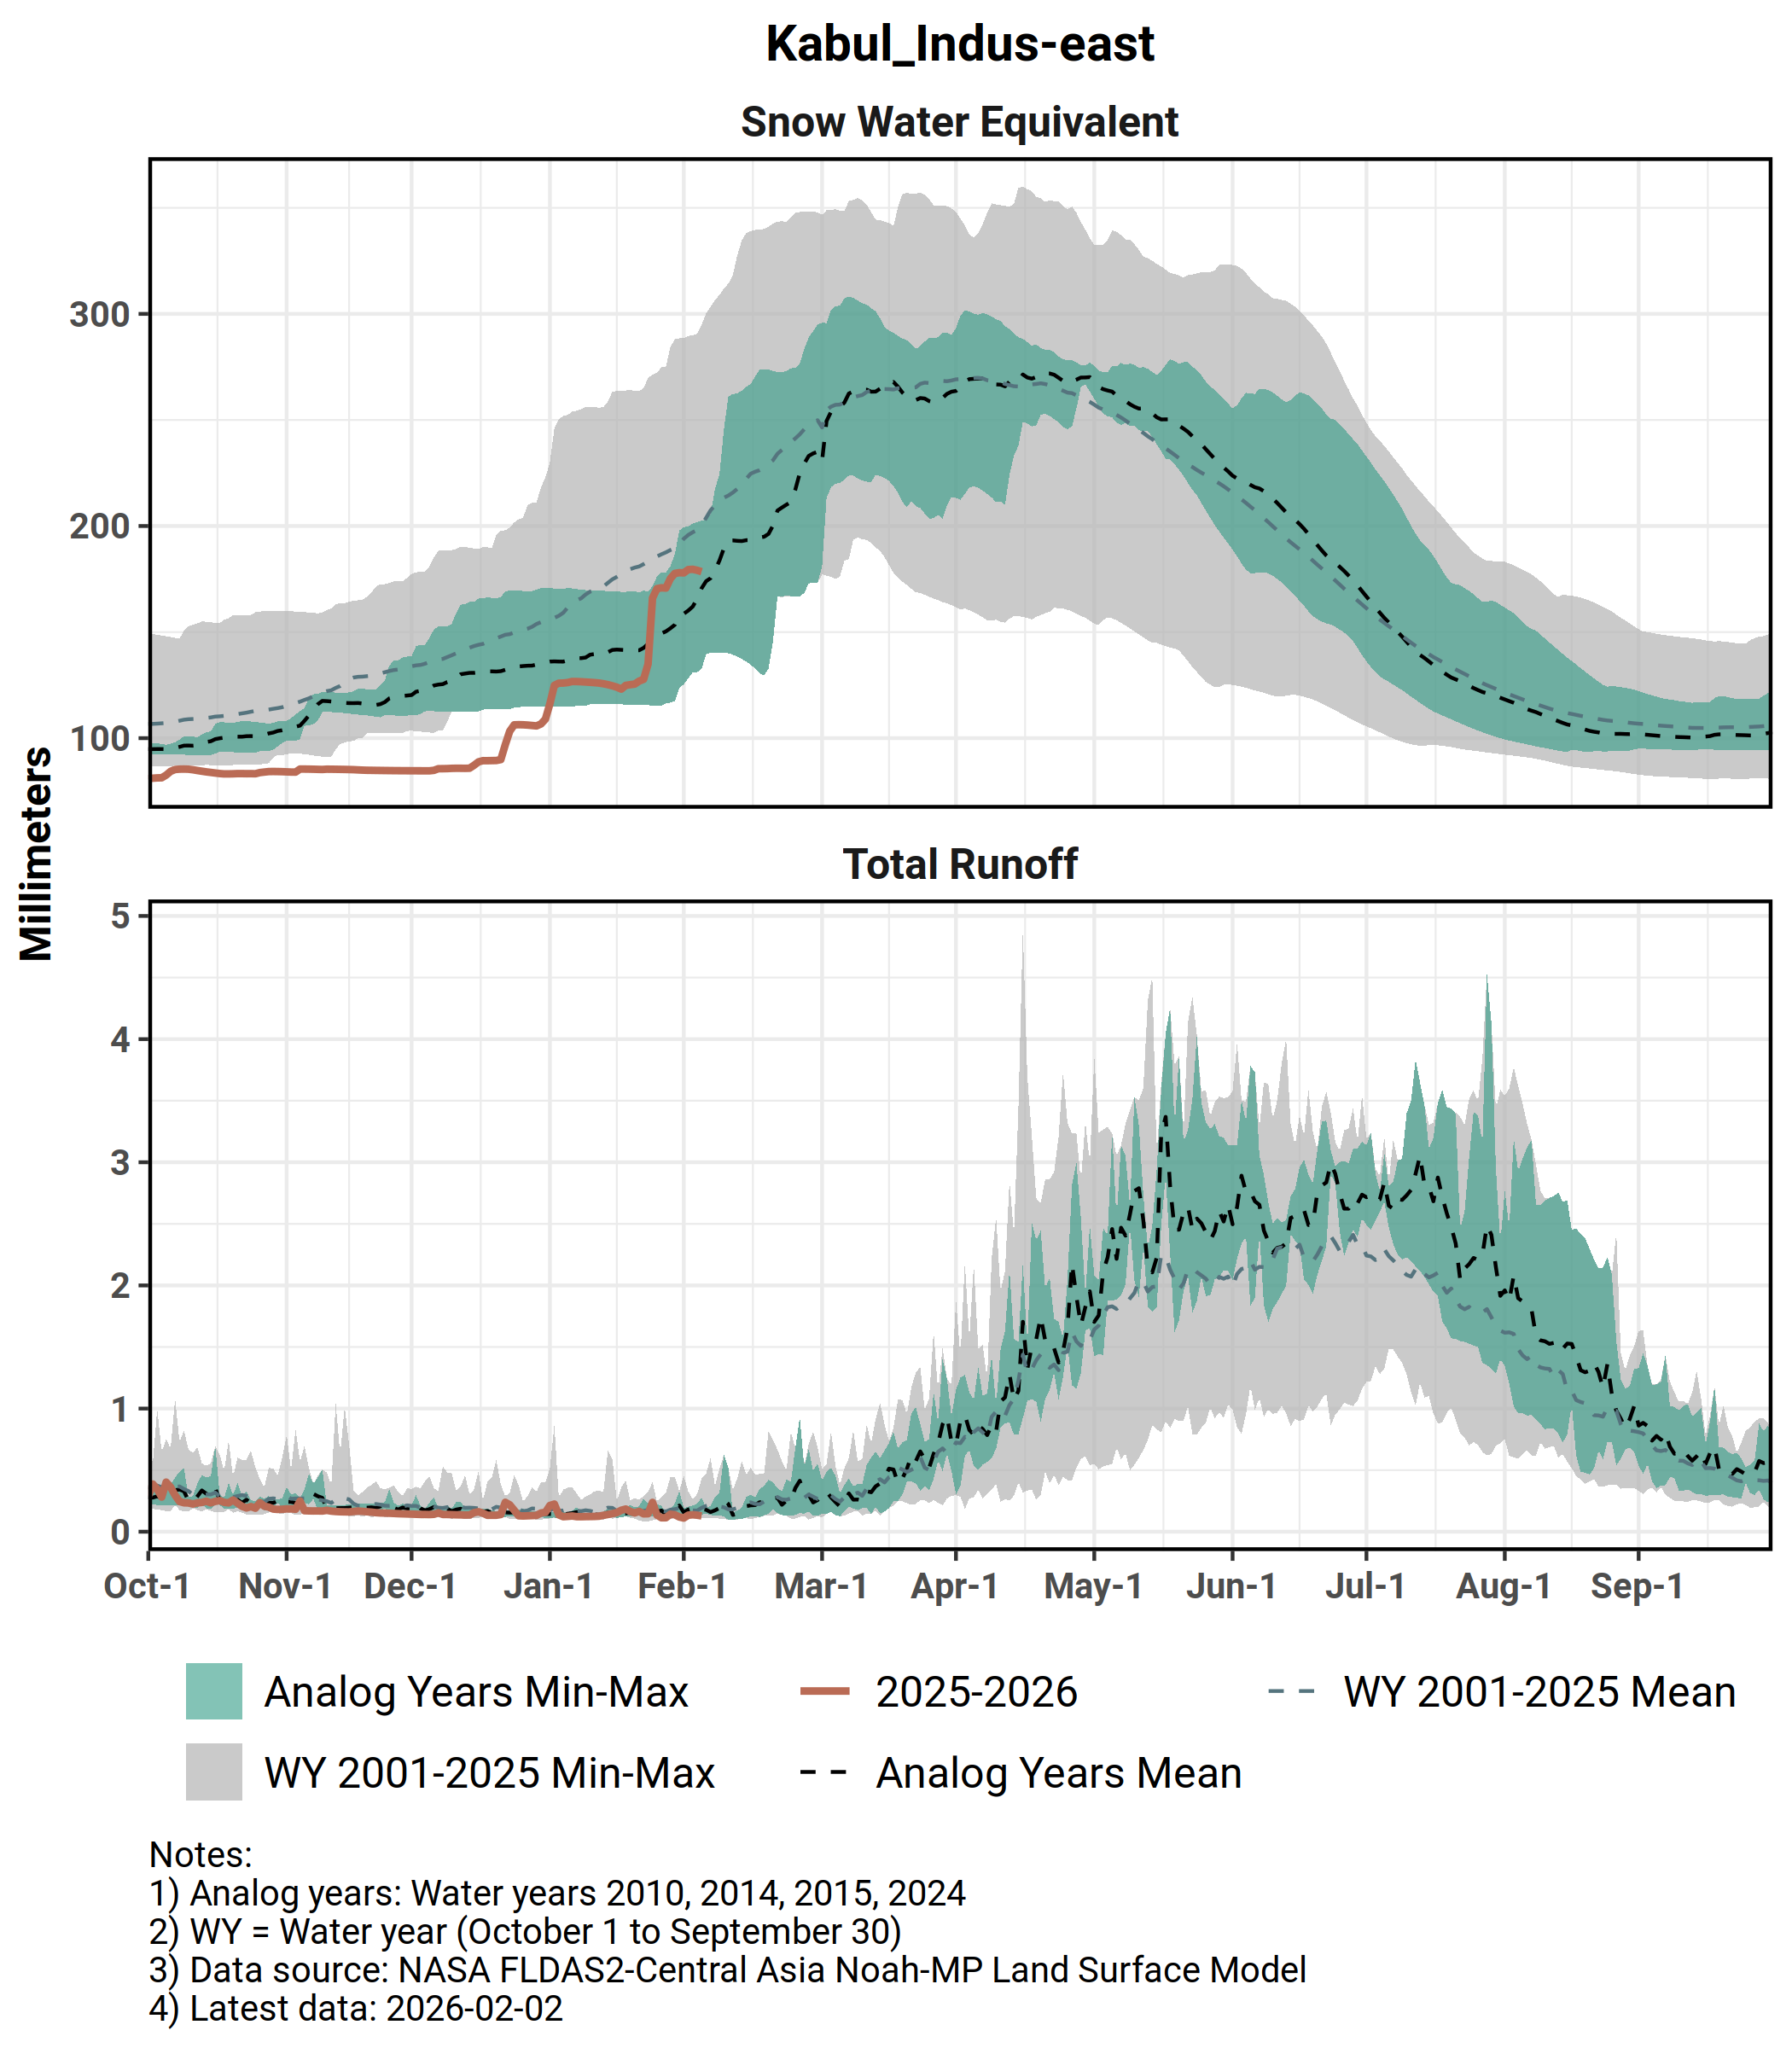 Kabul_Indus-east
Snow Water Equivalent
300
200
100
Millimeters
Total Runoff
5
4
3
2
1
0
Oct-1 Nov-1 Dec-1 Jan-1 Feb-1 Mar-1 Apr-1 May-1 Jun-1 Jul-1 Aug-1 Sep-1
Analog Years Min-Max 2025-2026 WY 2001-2025 Mean
WY 2001-2025 Min-Max Analog Years Mean
Notes:
1) Analog years: Water years 2010, 2014, 2015, 2024
2) WY = Water year (October 1 to September 30)
3) Data source: NASA FLDAS2-Central Asia Noah-MP Land Surface Model
4) Latest data: 2026-02-02